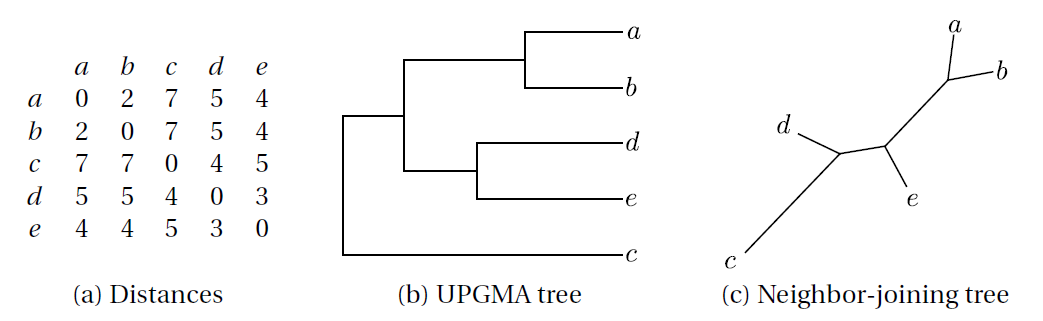 a b c d e
a 0 2 7 5 4
b 2 0 7 5 4
c 7 7 0 4 5
d 5 5 4 0 3
e 4 4 5 3 0
(a) Distances
a
b
d
e
c
(b) UPGMA tree
a
b
d
e
c
(c) Neighbor-joining tree